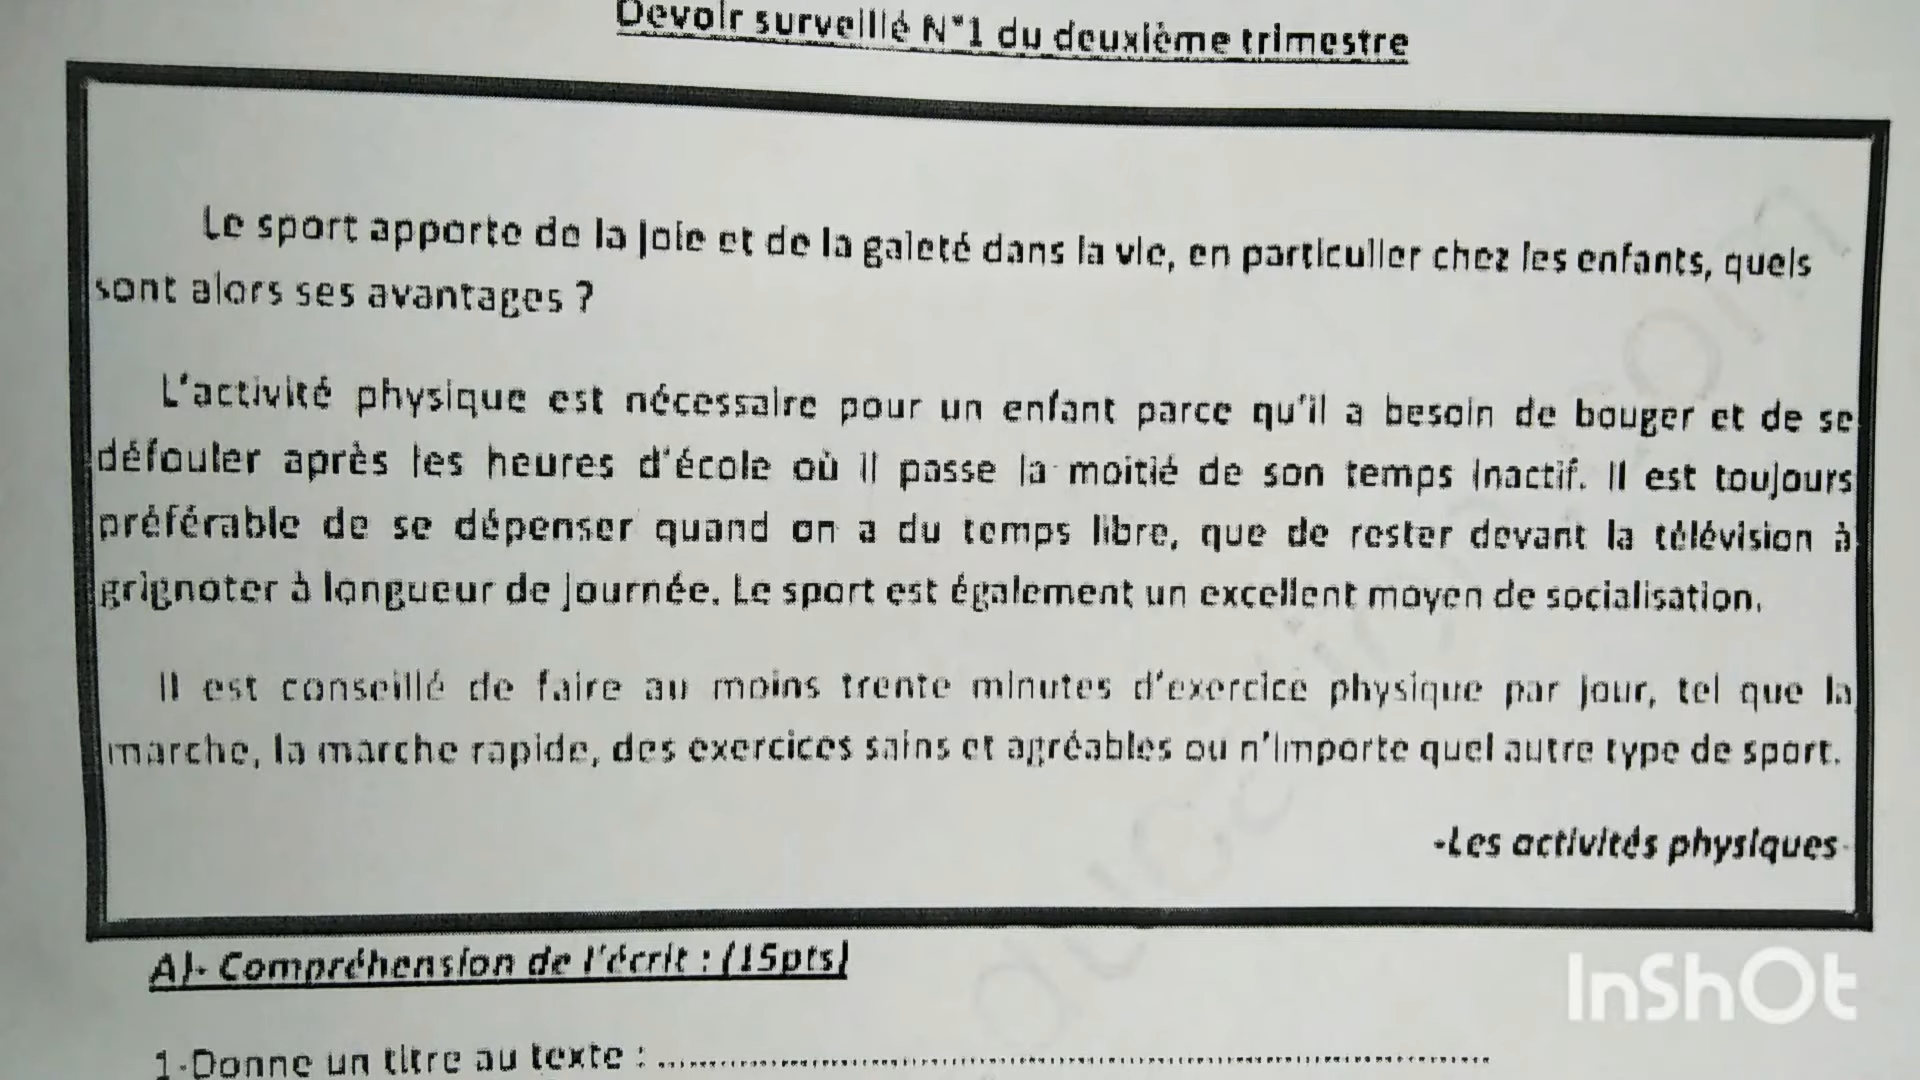 Devoir surveillé N°1 du deuxième trimestre
Le sport apporte de la joie et de la gaieté dans la vie, en particulier chez les enfants, quels
sont alors ses avantages ?
L'activité physique est nécessaire pour un enfant parce qu'il a besoin de bouger et de se
défouler après les heures d'école où il passe la moitié de son temps inactif. Il est toujours
préférable de se dépenser quand on a du temps libre, que de rester devant la télévision à
grignoter à longueur de journée. Le sport est également un excellent moyen de socialisation.
Il est conseillé de faire au moins trente minutes d'exercice physique par jour, tel que la
marche, la marche rapide, des exercices sains et agréables ou n'importe quel autre type de sport.
-Les activités physiques-
A)- Compréhension de l'écrit : (15pts)
InShOt
1-Donne un titre au texte : ........................................................